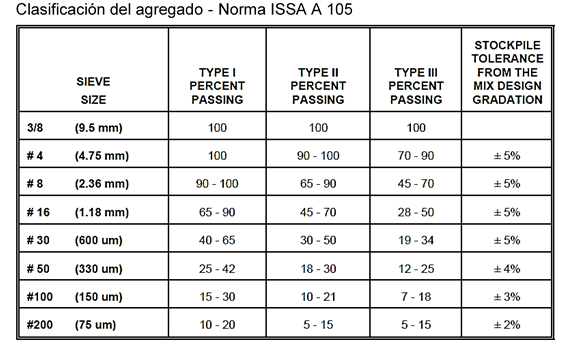 Clasificación del agregado - Norma ISSA A 105
SIEVE SIZE TYPE I PERCENT PASSING TYPE II PERCENT PASSING TYPE III PERCENT PASSING STOCKPILE TOLERANCE FROM THE MIX DESIGN GRADATION
3/8 (9.5 mm) 100 100 100
# 4 (4.75 mm) 100 90 - 100 70 - 90 ± 5%
# 8 (2.36 mm) 90 - 100 65 - 90 45 - 70 ± 5%
# 16 (1.18 mm) 65 - 90 45 - 70 28 - 50 ± 5%
# 30 (600 um) 40 - 65 30 - 50 19 - 34 ± 5%
# 50 (330 um) 25 - 42 18 - 30 12 - 25 ± 4%
#100 (150 um) 15 - 30 10 - 21 7 - 18 ± 3%
#200 (75 um) 10 - 20 5 - 15 5 - 15 ± 2%